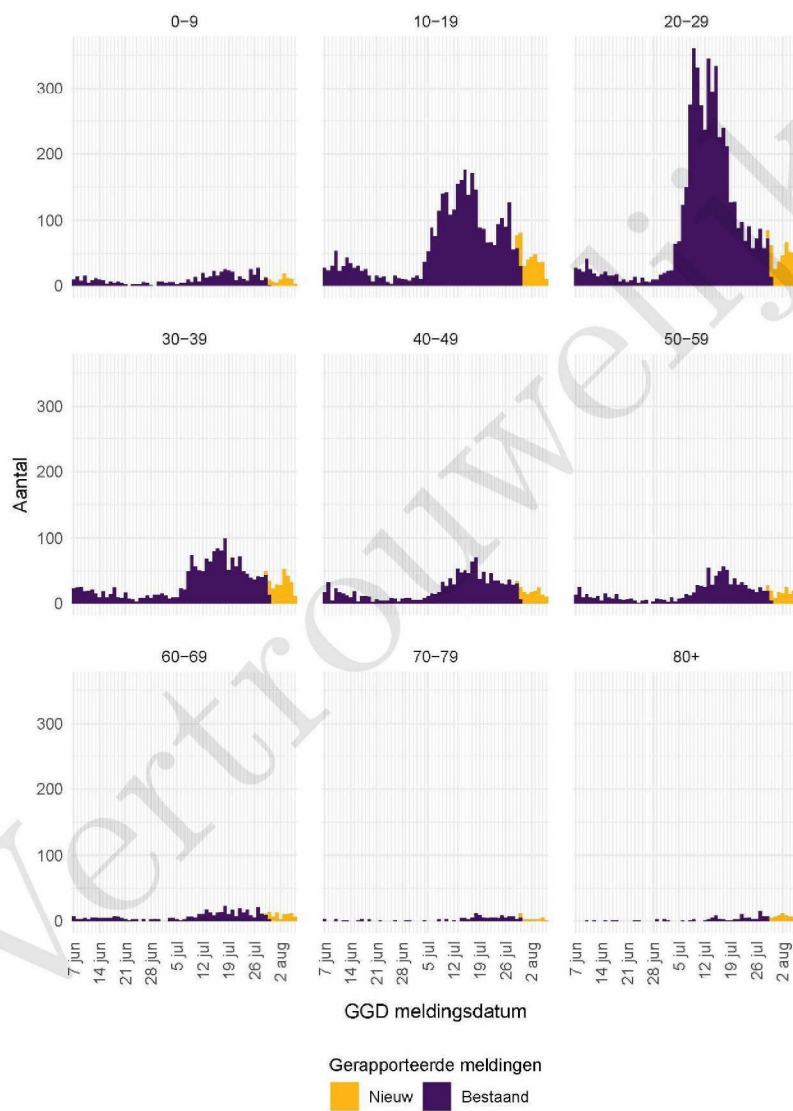 0−9 10−19 20−29
300
200
100
0
30−39 40−49 50−59
300
200
100
0
60−69 70−79 80+
300
200
100
0
Aantal
7 jun 14 jun 21 jun 28 jun 5 jul 12 jul 19 jul 26 jul 2 aug 7 jun 14 jun 21 jun 28 jun 5 jul 12 jul 19 jul 26 jul 2 aug 7 jun 14 jun 21 jun 28 jun 5 jul 12 jul 19 jul 26 jul 2 aug
GGD meldingsdatum
Gerapporteerde meldingen
Nieuw Bestaand
Vertrouwelijk